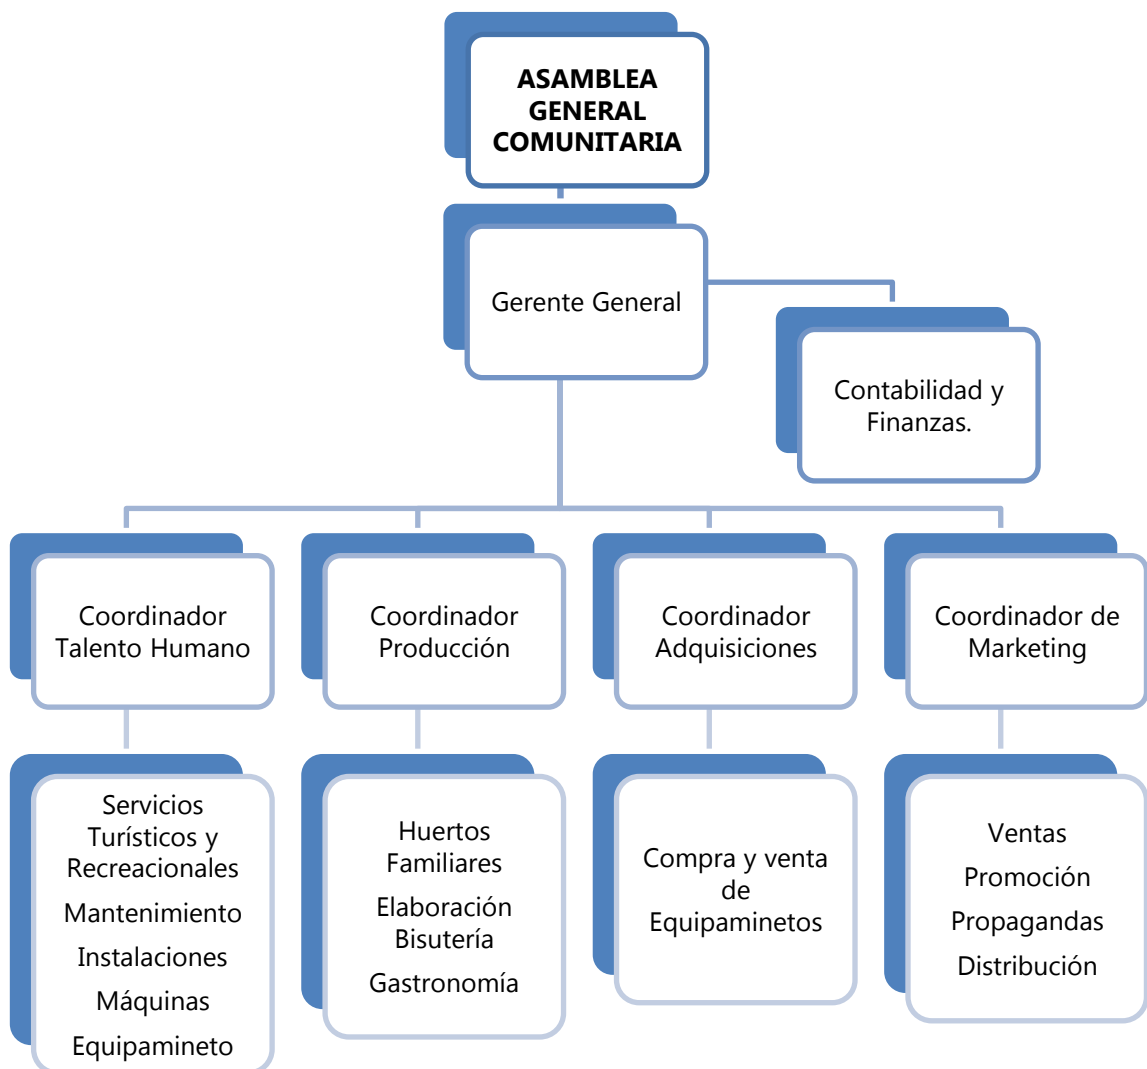 ASAMBLEA
GENERAL
COMUNITARIA
Gerente General
Contabilidad y
Finanzas.
Coordinador
Talento Humano
Coordinador
Producción
Coordinador
Adquisiciones
Coordinador de
Marketing
Servicios
Turísticos y
Recreacionales
Mantenimiento
Instalaciones
Máquinas
Equipamineto
Huertos
Familiares
Elaboración
Bisutería
Gastronomía
Compra y venta
de
Equipaminetos
Ventas
Promoción
Propagandas
Distribución